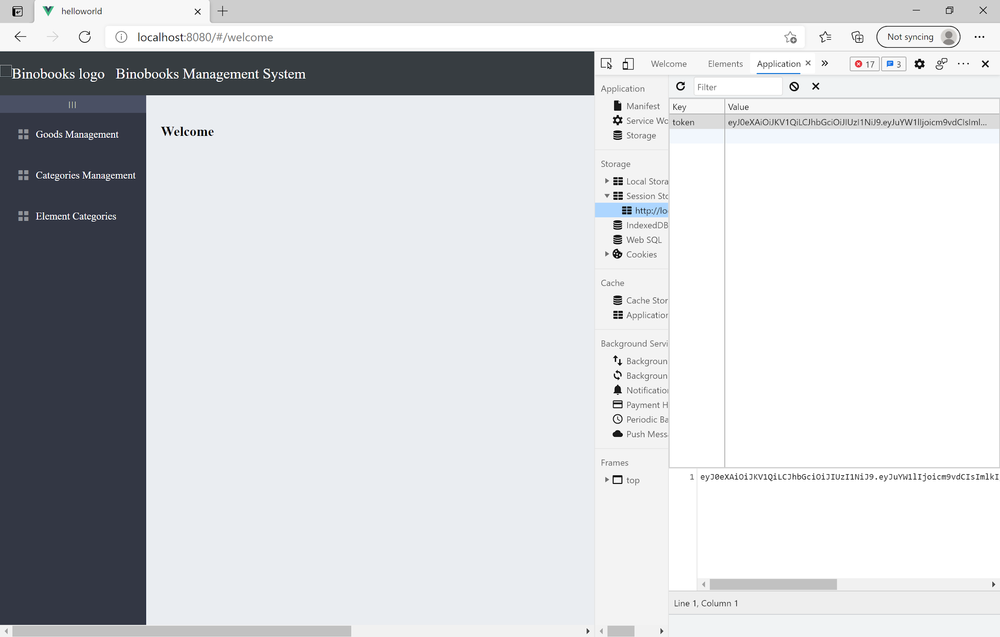 helloworld
localhost:8080/#/welcome
Not syncing
Binobooks logo Binobooks Management System
|||
Goods Management
Categories Management
Element Categories
Welcome
Welcome Elements Application 17 3
Application
Manifest
Service Wo
Storage
Storage
Local Stora
Session Sto
http://lo
IndexedDB
Web SQL
Cookies
Cache
Cache Stor
Application
Background Servi
Backgroun
Backgroun
Notification
Payment H
Periodic Ba
Push Messa
Frames
top
Filter
Key Value
token eyJ0eXAiOiJKV1QiLCJhbGciOiJIUzI1NiJ9.eyJuYW1lIjoicm9vdCIsIml...
1 eyJ0eXAiOiJKV1QiLCJhbGciOiJIUzI1NiJ9.eyJuYW1lIjoicm9vdCIsImlkI
Line 1, Column 1